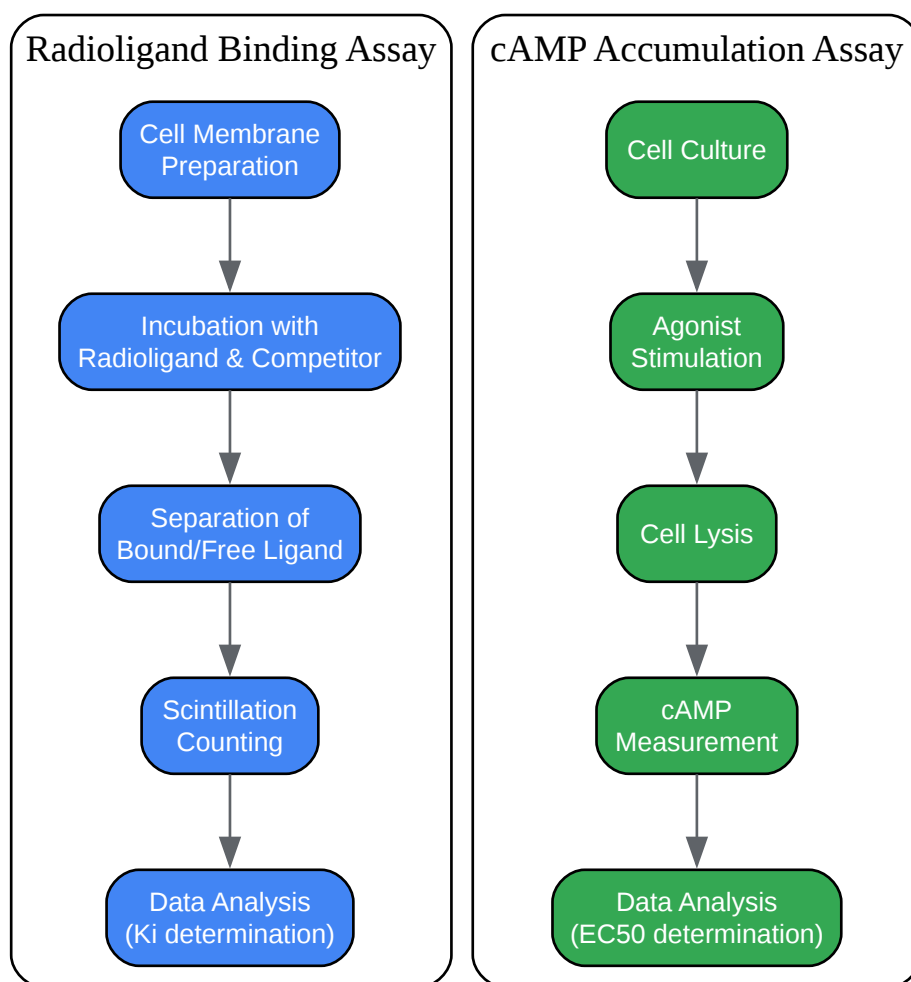 Radioligand Binding Assay
Cell Membrane
Preparation
Incubation with
Radioligand & Competitor
Separation of
Bound/Free Ligand
Scintillation
Counting
Data Analysis
(Ki determination)
cAMP Accumulation Assay
Cell Culture
Agonist
Stimulation
Cell Lysis
cAMP
Measurement
Data Analysis
(EC50 determination)